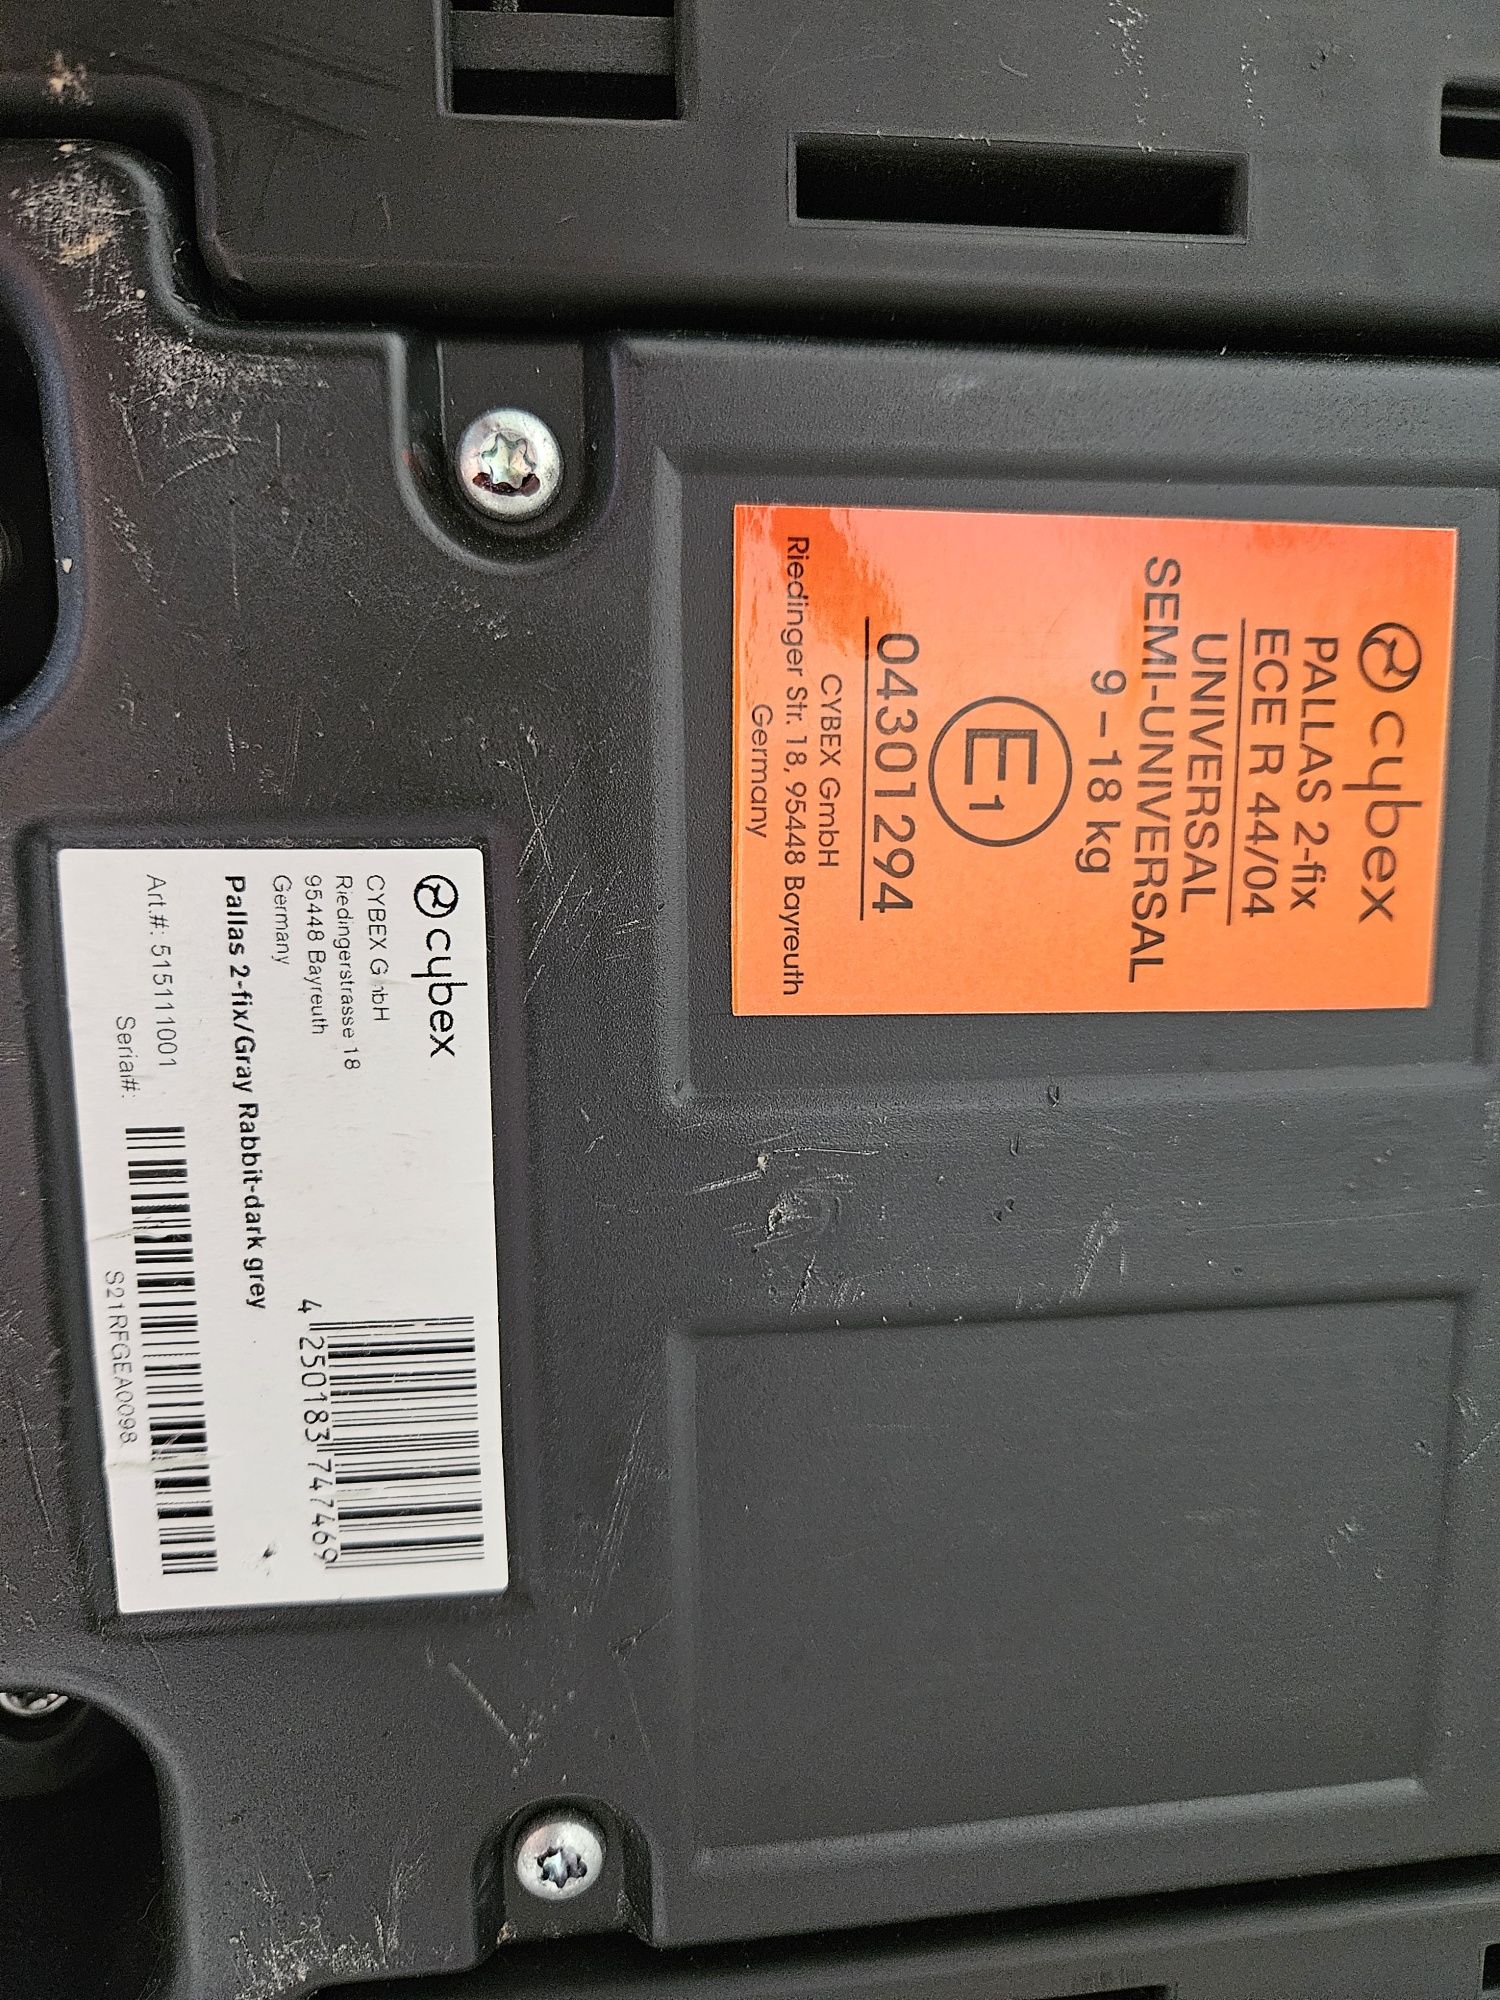 cybex
PALLAS 2-fix
ECE R 44/04
UNIVERSAL
SEMI-UNIVERSAL
9 – 18 kg
E1
04301294
CYBEX GmbH
Riedinger Str. 18, 95448 Bayreuth
Germany
cybex
CYBEX G bH
Riedingerstrasse 18
95448 Bayreuth
Germany
4 250183 747469
Pallas 2-fix/Gray Rabbit-dark grey
Art.#: 515111001
Serial#:
S21RFGEA0098